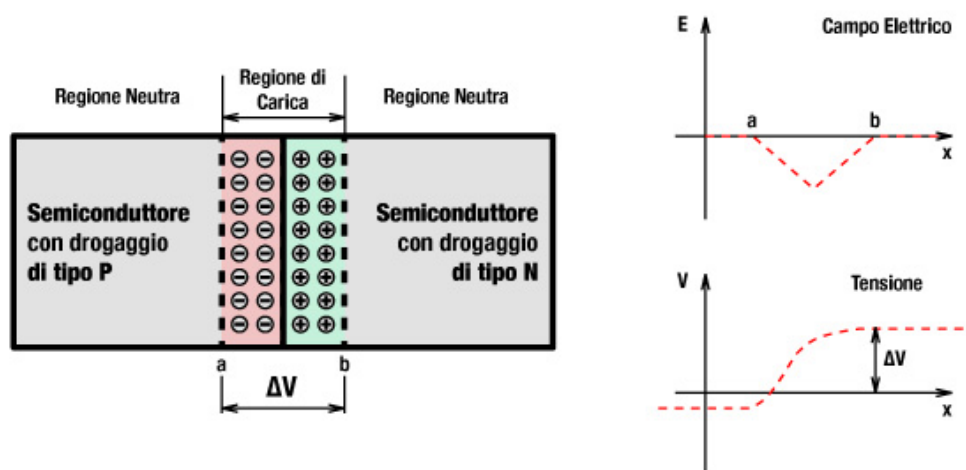 Regione Neutra
Regione di
Carica
Regione Neutra
Semiconduttore
con drogaggio
di tipo P
Semiconduttore
con drogaggio
di tipo N
a
b
ΔV
E
Campo Elettrico
a
b
x
V
Tensione
ΔV
x